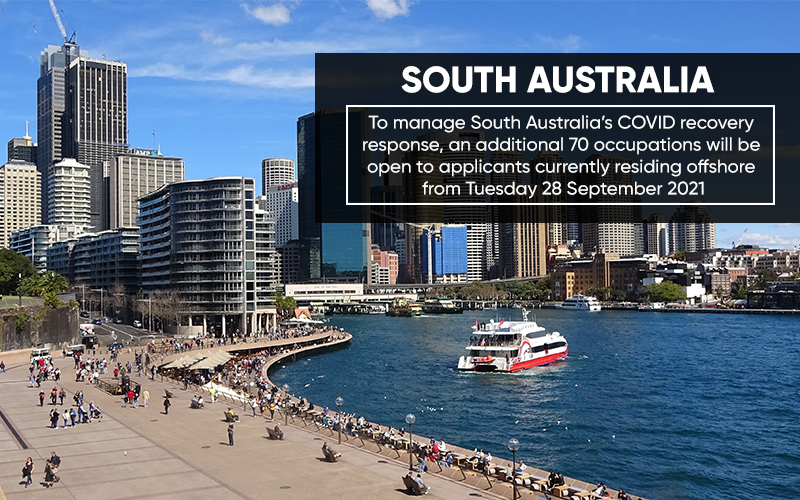 SOUTH AUSTRALIA
To manage South Australia's COVID recovery
response, an additional 70 occupations will be
open to applicants currently residing offshore
from Tuesday 28 September 2021